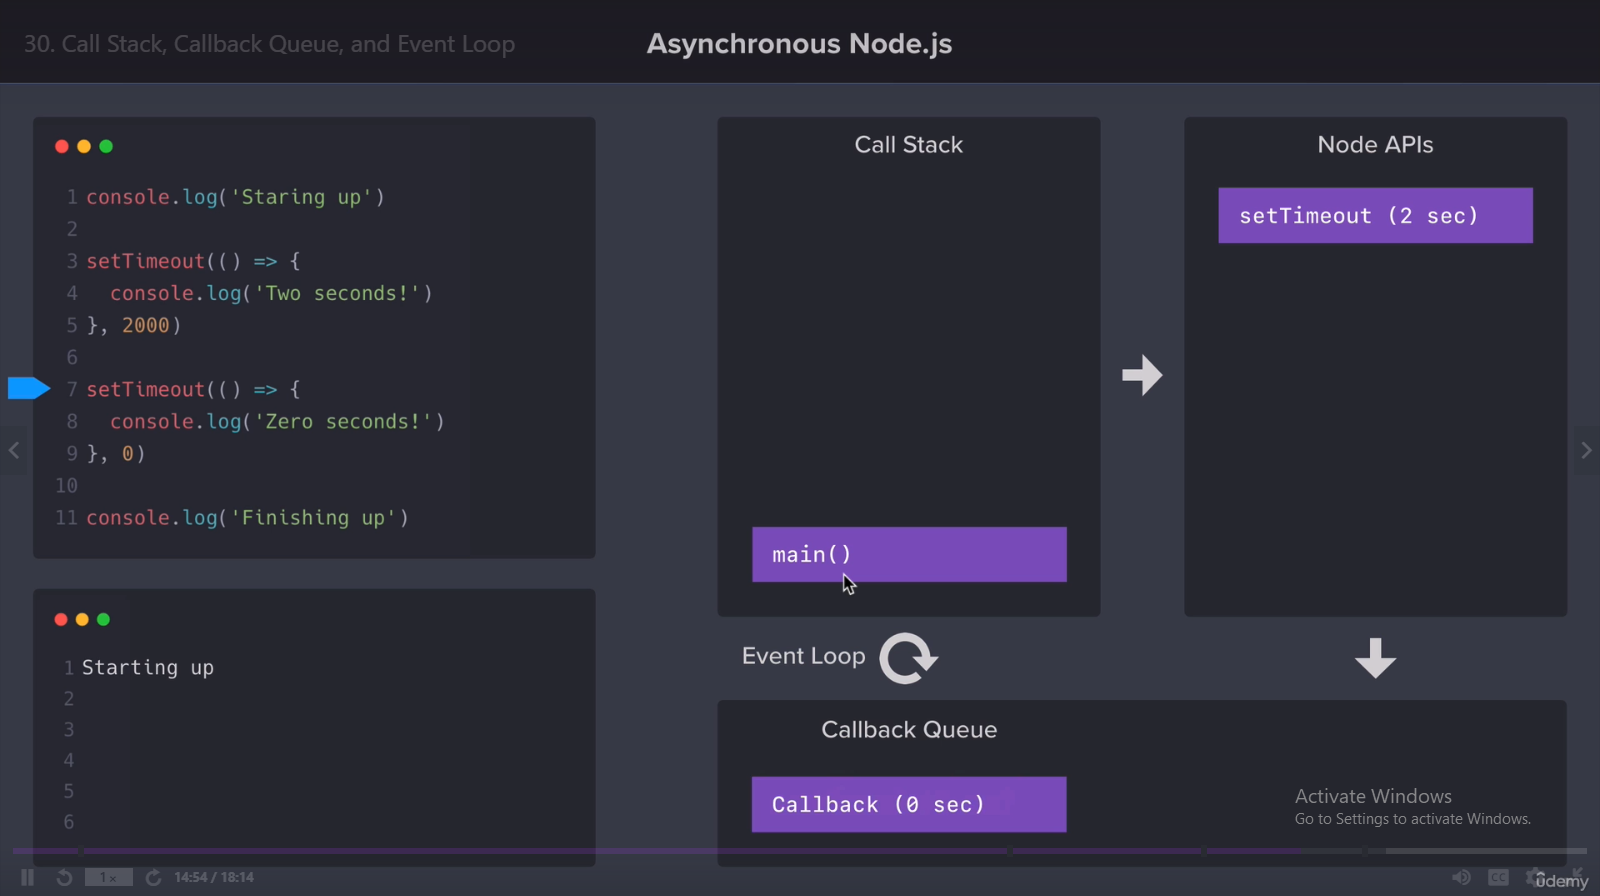 30. Call Stack, Callback Queue, and Event Loop
Asynchronous Node.js
1 console.log('Staring up')
2
3 setTimeout(() => {
4   console.log('Two seconds!')
5 }, 2000)
6
7 setTimeout(() => {
8   console.log('Zero seconds!')
9 }, 0)
10
11 console.log('Finishing up')
1 Starting up
2
3
4
5
6
Call Stack
main()
Node APIs
setTimeout (2 sec)
Event Loop
Callback Queue
Callback (0 sec)
Activate Windows
Go to Settings to activate Windows.
1×
14:54 / 18:14
CC
ûdemy